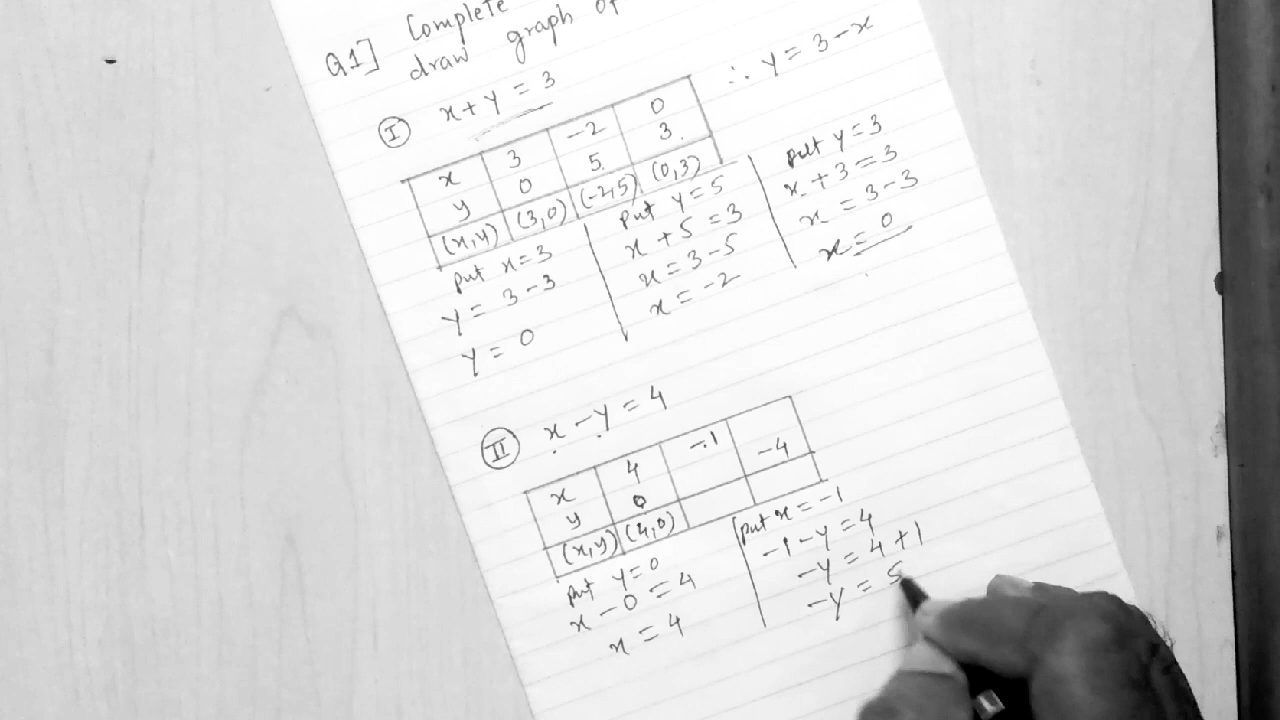 Q1] Complete
draw graph of
I x + y = 3
∴ y = 3 - x
x 3 -2 0
y 0 5 3
(x,y) (3,0) (-2,5) (0,3)
put x = 3
y = 3 - 3
y = 0
put y = 5
x + 5 = 3
x = 3 - 5
x = -2
put y = 3
x + 3 = 3
x = 3 - 3
x = 0
II x - y = 4
x 4 -1
y 0 -4
(x,y) (4,0)
put y = 0
x - 0 = 4
x = 4
put x = -1
-1 - y = 4
-y = 4 + 1
-y = 5